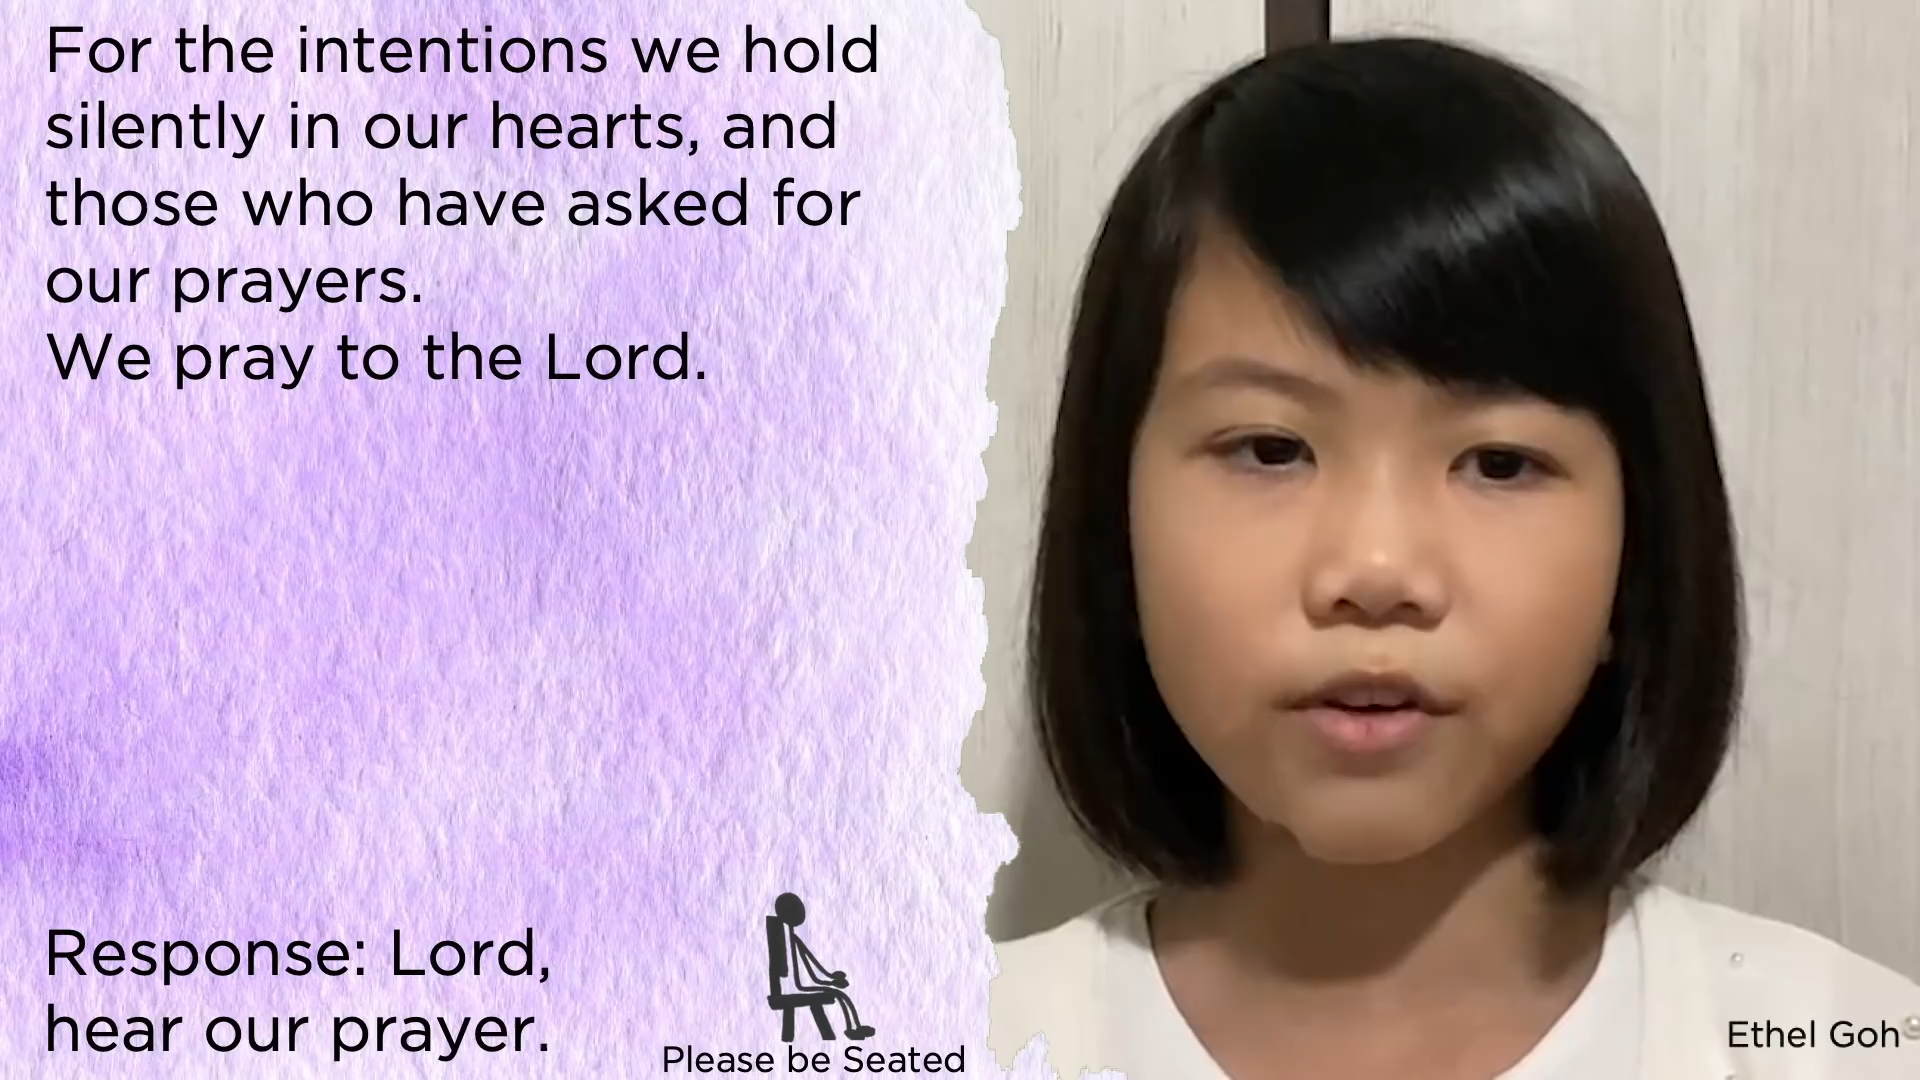 For the intentions we hold
silently in our hearts, and
those who have asked for
our prayers.
We pray to the Lord.
Response: Lord,
hear our prayer.
Please be Seated
Ethel Goh